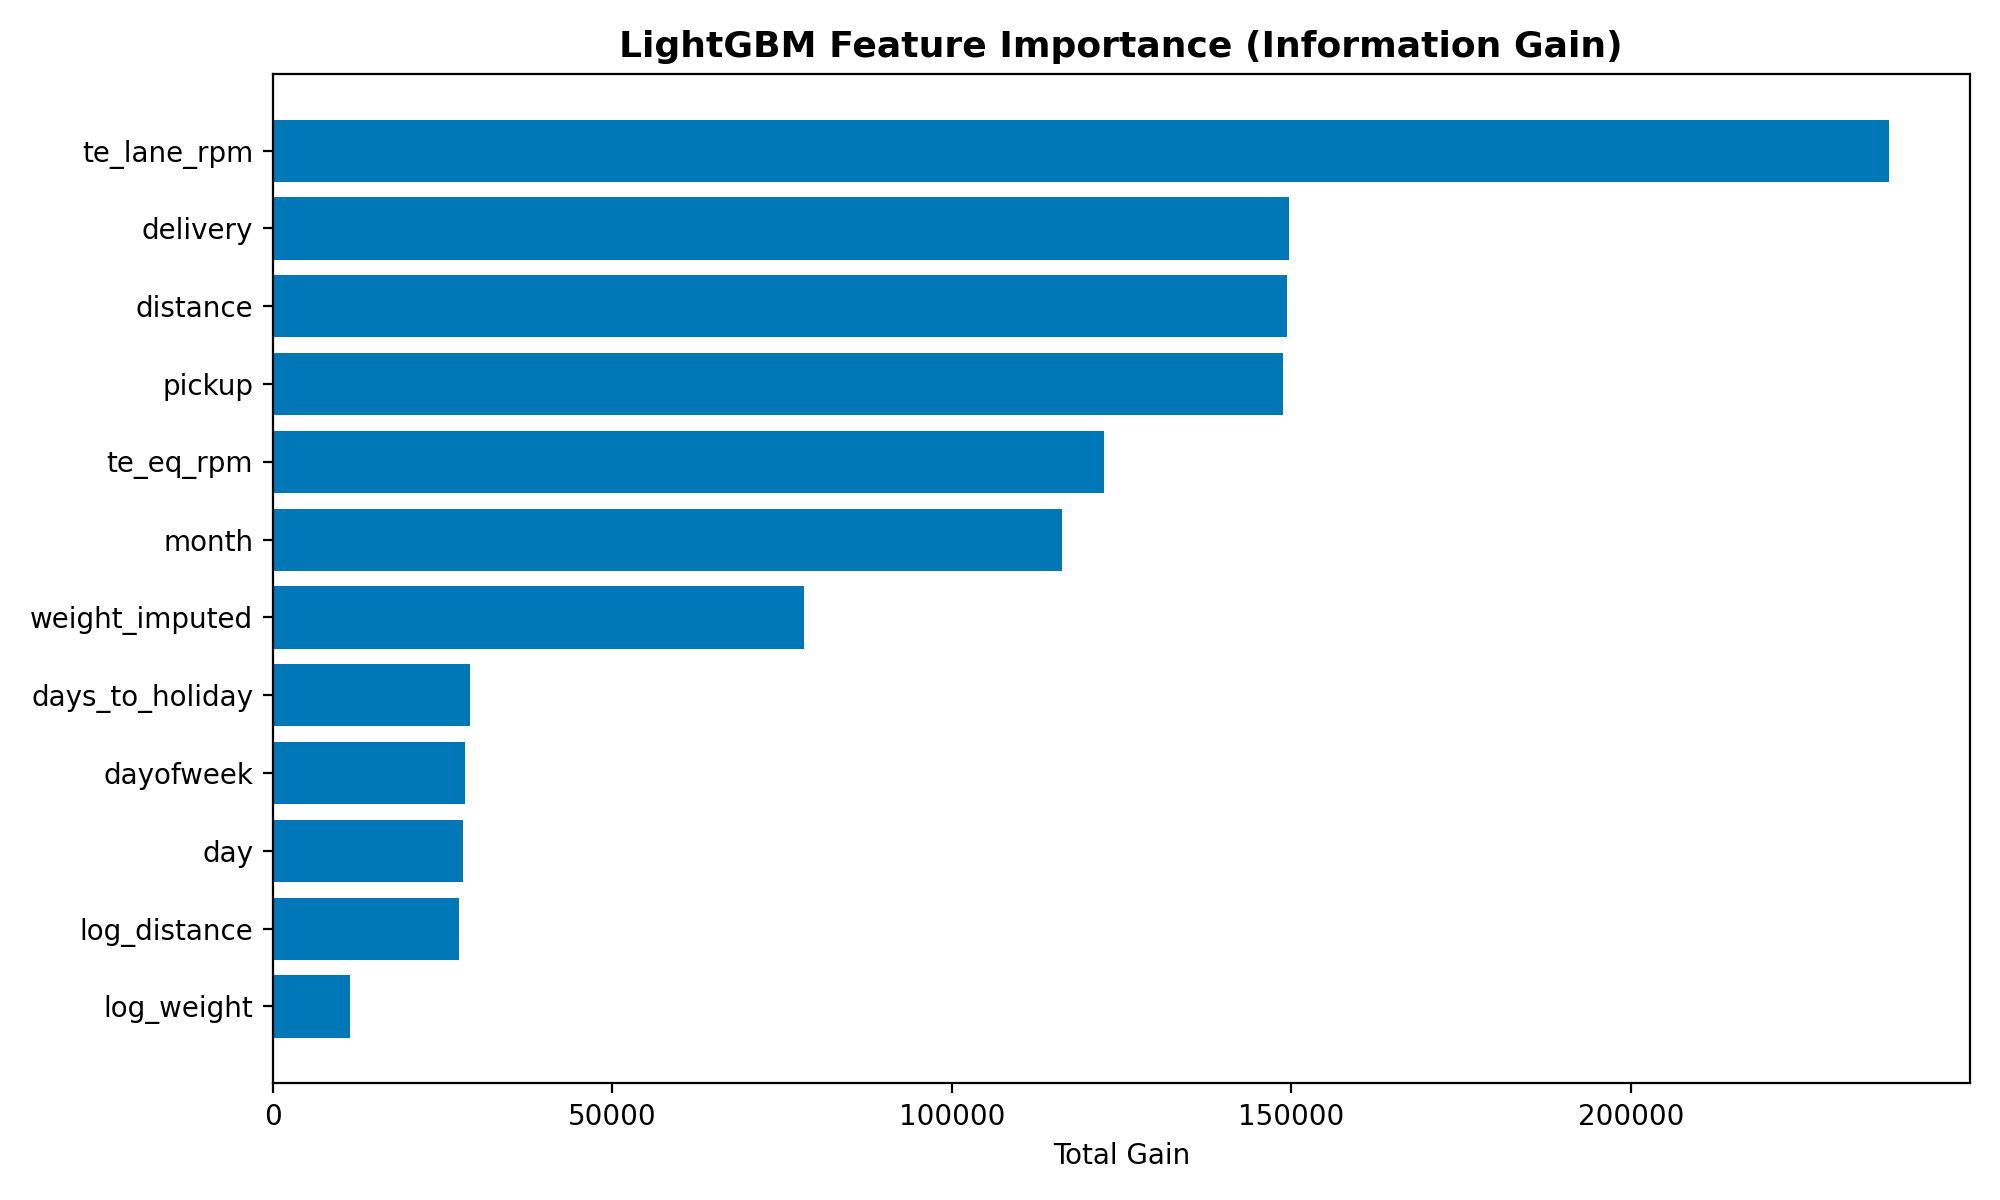 LightGBM Feature Importance (Information Gain)
te_lane_rpm
delivery
distance
pickup
te_eq_rpm
month
weight_imputed
days_to_holiday
dayofweek
day
log_distance
log_weight
0 50000 100000 150000 200000
Total Gain